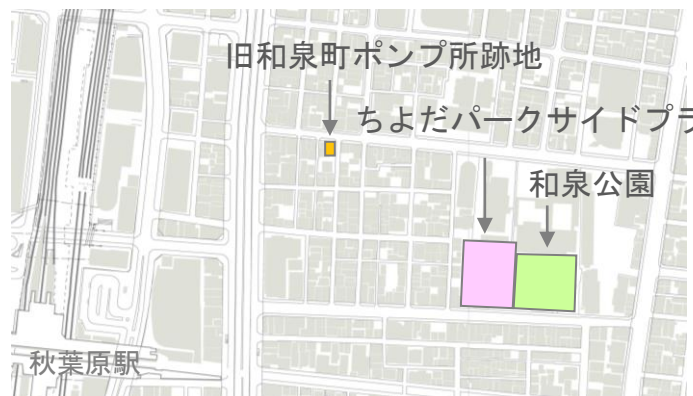 旧和泉町ポンプ所跡地
ちよだパークサイドプラ
和泉公園
秋葉原駅